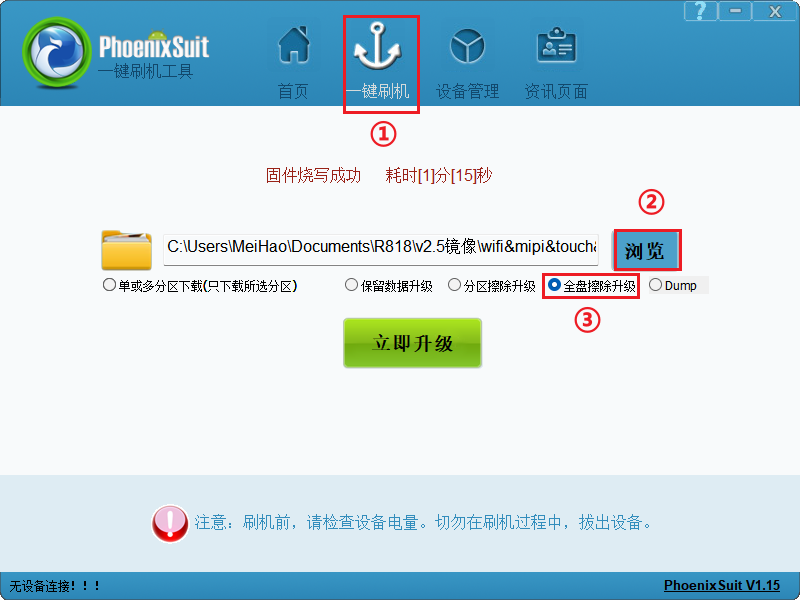 ? – X
PhoenixSuit
一键刷机工具
首页 一键刷机 设备管理 资讯页面
①
固件烧写成功 耗时[1]分[15]秒
②
C:\Users\MeiHao\Documents\R818\v2.5镜像\wifi&mipi&touch& 浏览
单或多分区下载(只下载所选分区) 保留数据升级 分区擦除升级 全盘擦除升级 Dump
③
立即升级
注意：刷机前，请检查设备电量。切勿在刷机过程中，拔出设备。
无设备连接！！！ PhoenixSuit V1.15